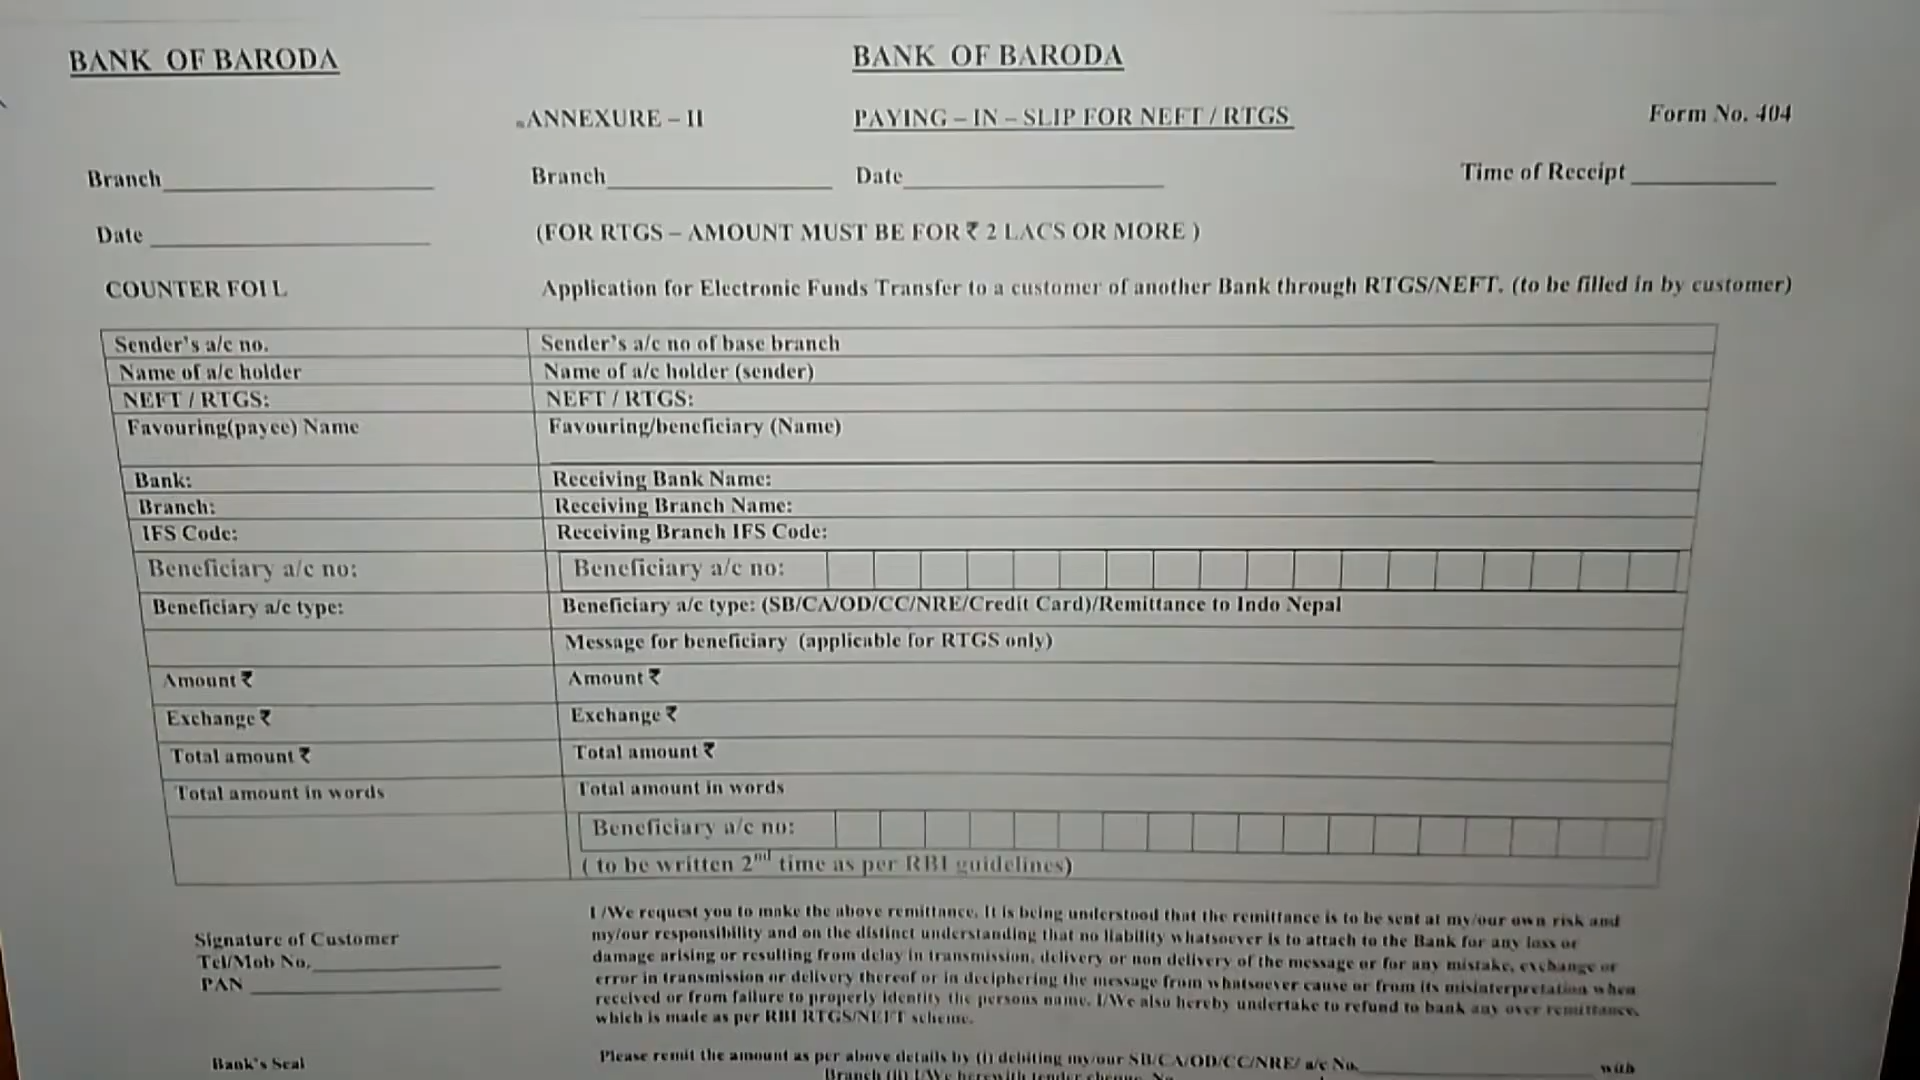 BANK OF BARODA
BANK OF BARODA
ANNEXURE – II
PAYING – IN – SLIP FOR NEFT / RTGS
Form No. 404
Branch
Branch
Date
Time of Receipt
Date
(FOR RTGS – AMOUNT MUST BE FOR ₹ 2 LACS OR MORE )
COUNTER FOIL
Application for Electronic Funds Transfer to a customer of another Bank through RTGS/NEFT. (to be filled in by customer)
Sender's a/c no.
Sender's a/c no of base branch
Name of a/c holder
Name of a/c holder (sender)
NEFT / RTGS:
NEFT / RTGS:
Favouring(payee) Name
Favouring/beneficiary (Name)
Bank:
Receiving Bank Name:
Branch:
Receiving Branch Name:
IFS Code:
Receiving Branch IFS Code:
Beneficiary a/c no:
Beneficiary a/c no:
Beneficiary a/c type:
Beneficiary a/c type: (SB/CA/OD/CC/NRE/Credit Card)/Remittance to Indo Nepal
Message for beneficiary (applicable for RTGS only)
Amount ₹
Amount ₹
Exchange ₹
Exchange ₹
Total amount ₹
Total amount ₹
Total amount in words
Total amount in words
Beneficiary a/c no:
( to be written 2nd time as per RBI guidelines)
I /We request you to make the above remittance. It is being understood that the remittance is to be sent at my/our own risk and
my/our responsibility and on the distinct understanding that no liability whatsoever is to attach to the Bank for any loss or
damage arising or resulting from delay in transmission, delivery or non delivery of the message or for any mistake, exchange or
error in transmission or delivery thereof or in deciphering the message from whatsoever cause or from its misinterpretation when
received or from failure to properly identity the persons name. I/We also hereby undertake to refund to bank any over remittance,
which is made as per RBI RTGS/NEFT scheme.
Signature of Customer
Tel/Mob No.
PAN
Bank's Seal
Please remit the amount as per above details by (i) debiting my/our SB/CA/OD/CC/NRE/ a/c No. with
Branch (ii) I/We herewith tender cheque No